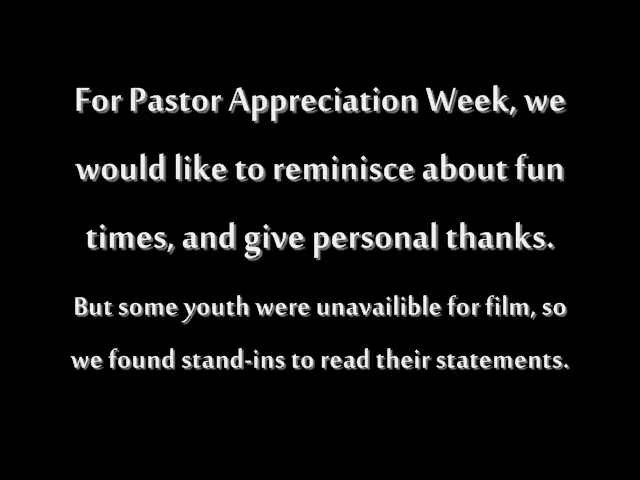 For Pastor Appreciation Week, we
would like to reminisce about fun
times, and give personal thanks.
But some youth were unavailible for film, so
we found stand-ins to read their statements.